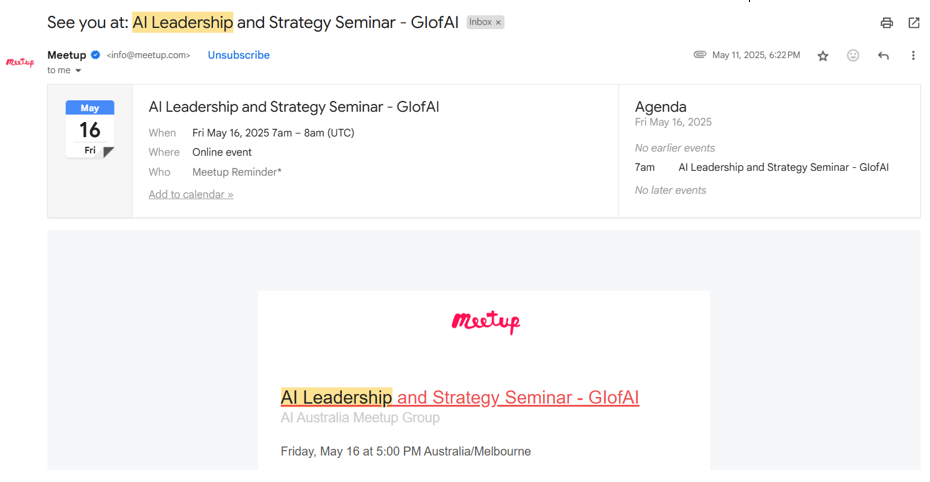 See you at: AI Leadership and Strategy Seminar - GIofAI Inbox ×
Meetup <info@meetup.com> Unsubscribe May 11, 2025, 6:22 PM
to me
meetup
May
16
Fri
AI Leadership and Strategy Seminar - GIofAI
When Fri May 16, 2025 7am – 8am (UTC)
Where Online event
Who Meetup Reminder*
Add to calendar »
Agenda
Fri May 16, 2025
No earlier events
7am AI Leadership and Strategy Seminar - GIofAI
No later events
meetup
AI Leadership and Strategy Seminar - GIofAI
AI Australia Meetup Group
Friday, May 16 at 5:00 PM Australia/Melbourne